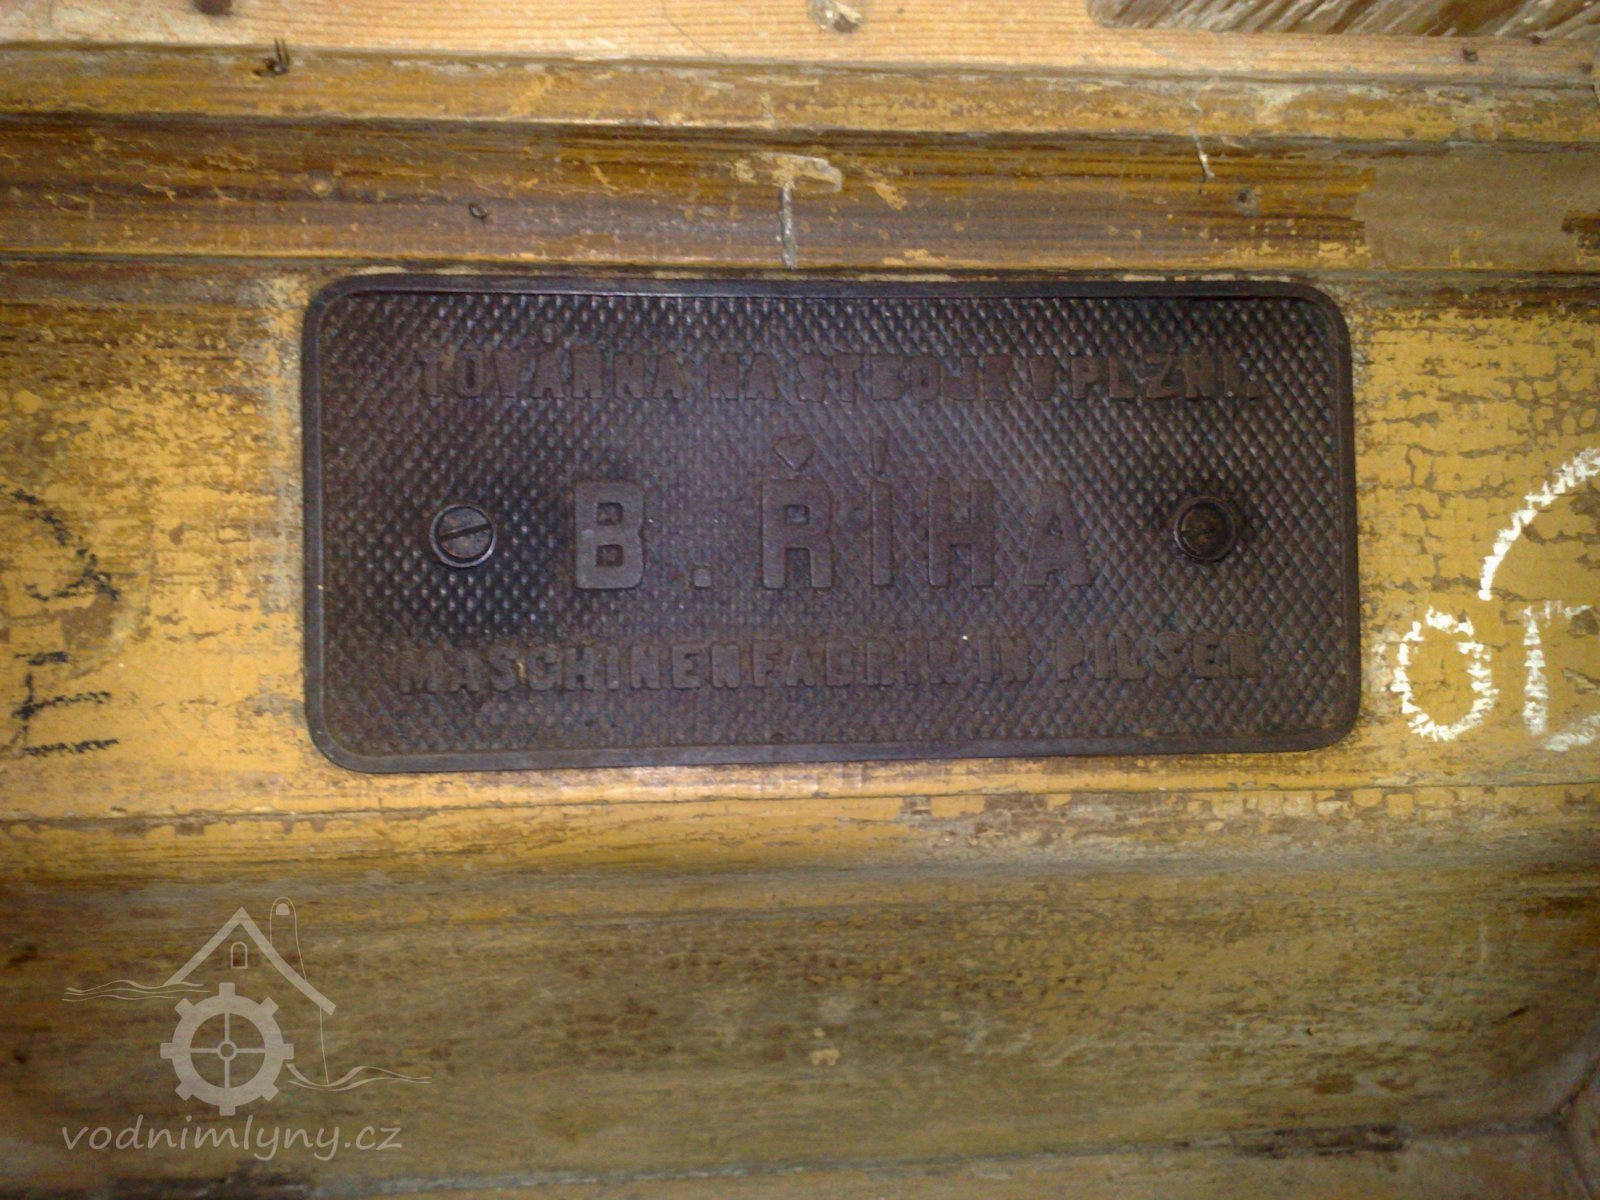 TOVÁRNA NA STROJE V PLZNI.
B. ŘÍHA
MASCHINENFABRIK IN PILSEN.
vodnimlyny.cz